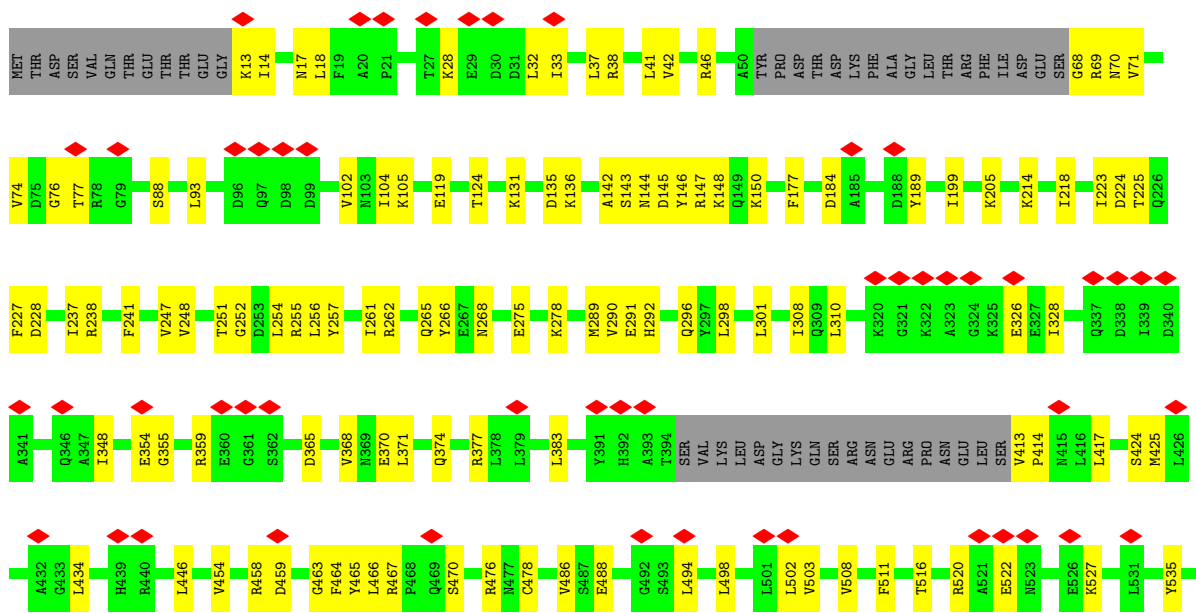 MET THR ASP SER VAL GLN THR GLU THR THR GLU GLY K13 I14 N17 L18 F19 A20 P21 T27 K28 E29 D30 D31 L32 I33 L37 R38 L41 V42 R46 A50 TYR PRO ASP THR ASP LYS PHE ALA GLY LEU THR ARG PHE ILE ASP GLU SER G68 R69 N70 V71
V74 D75 G76 T77 R78 G79 S88 L93 D96 Q97 D98 D99 V102 N103 I104 K105 E119 T124 K131 D135 K136 A142 S143 N144 D145 Y146 R147 K148 Q149 K150 F177 D184 A185 D188 Y189 I199 K205 K214 I218 I223 D224 T225 Q226
F227 D228 I237 R238 F241 V247 V248 T251 G252 D253 L254 R255 L256 Y257 I261 R262 Q265 Y266 E267 N268 E275 K278 M289 V290 E291 H292 Q296 Y297 L298 L301 I308 Q309 L310 K320 G321 K322 A323 G324 K325 E326 E327 I328 Q337 D338 I339 D340
A341 Q346 A347 I348 E354 G355 R359 E360 G361 S362 D365 V368 N369 E370 L371 Q374 R377 L378 L379 L383 Y391 H392 A393 T394 SER VAL LYS LEU ASP GLY LYS GLN SER ARG ASN GLU ARG PRO ASN GLU LEU SER V413 P414 N415 L416 L417 S424 M425 L426
A432 G433 L434 H439 R440 L446 V454 R458 D459 G463 F464 Y465 L466 R467 P468 Q469 S470 R476 N477 C478 V486 S487 E488 G492 S493 L494 L498 L501 L502 V503 V508 F511 T516 R520 A521 E522 N523 E526 K527 L531 Y535